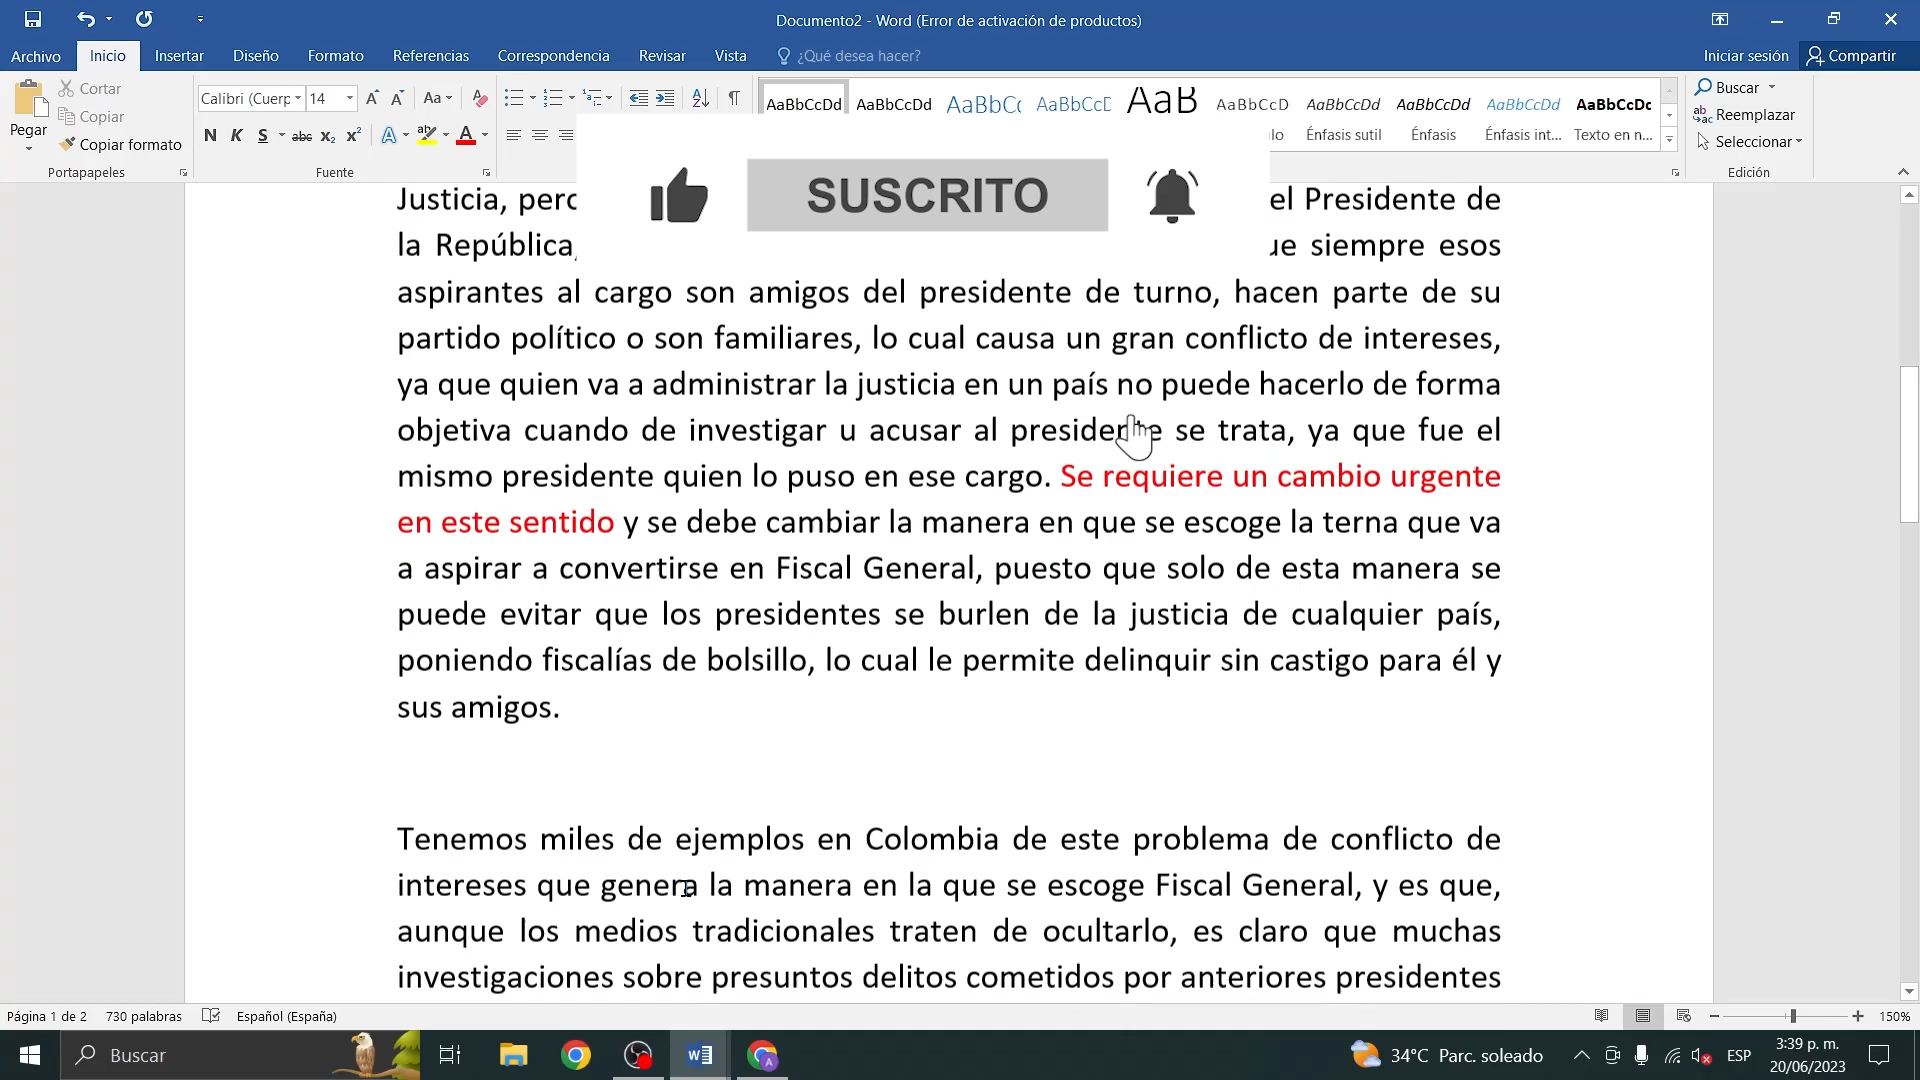 Documento2 - Word (Error de activación de productos)
Archivo Inicio Insertar Diseño Formato Referencias Correspondencia Revisar Vista ¿Qué desea hacer? Iniciar sesión Compartir
Cortar
Copiar
Copiar formato
Pegar
Portapapeles
Calibri (Cuerp 14
N K S abc x₂ x²
Fuente
AaBbCcDd AaBbCcDd AaBbC AaBbCcD AaB AaBbCcD AaBbCcDd AaBbCcDd AaBbCcDd AaBbCcDc
Énfasis sutil Énfasis Énfasis int... Texto en n...
Buscar
Reemplazar
Seleccionar
Edición
SUSCRITO
Justicia, el Presidente de
la República, siempre esos
aspirantes al cargo son amigos del presidente de turno, hacen parte de su
partido político o son familiares, lo cual causa un gran conflicto de intereses,
ya que quien va a administrar la justicia en un país no puede hacerlo de forma
objetiva cuando de investigar u acusar al presidente se trata, ya que fue el
mismo presidente quien lo puso en ese cargo. Se requiere un cambio urgente
en este sentido y se debe cambiar la manera en que se escoge la terna que va
a aspirar a convertirse en Fiscal General, puesto que solo de esta manera se
puede evitar que los presidentes se burlen de la justicia de cualquier país,
poniendo fiscalías de bolsillo, lo cual le permite delinquir sin castigo para él y
sus amigos.
Tenemos miles de ejemplos en Colombia de este problema de conflicto de
intereses que genera la manera en la que se escoge Fiscal General, y es que,
aunque los medios tradicionales traten de ocultarlo, es claro que muchas
investigaciones sobre presuntos delitos cometidos por anteriores presidentes
Página 1 de 2 730 palabras Español (España) 150%
Buscar 34°C Parc. soleado ESP 3:39 p. m.
20/06/2023